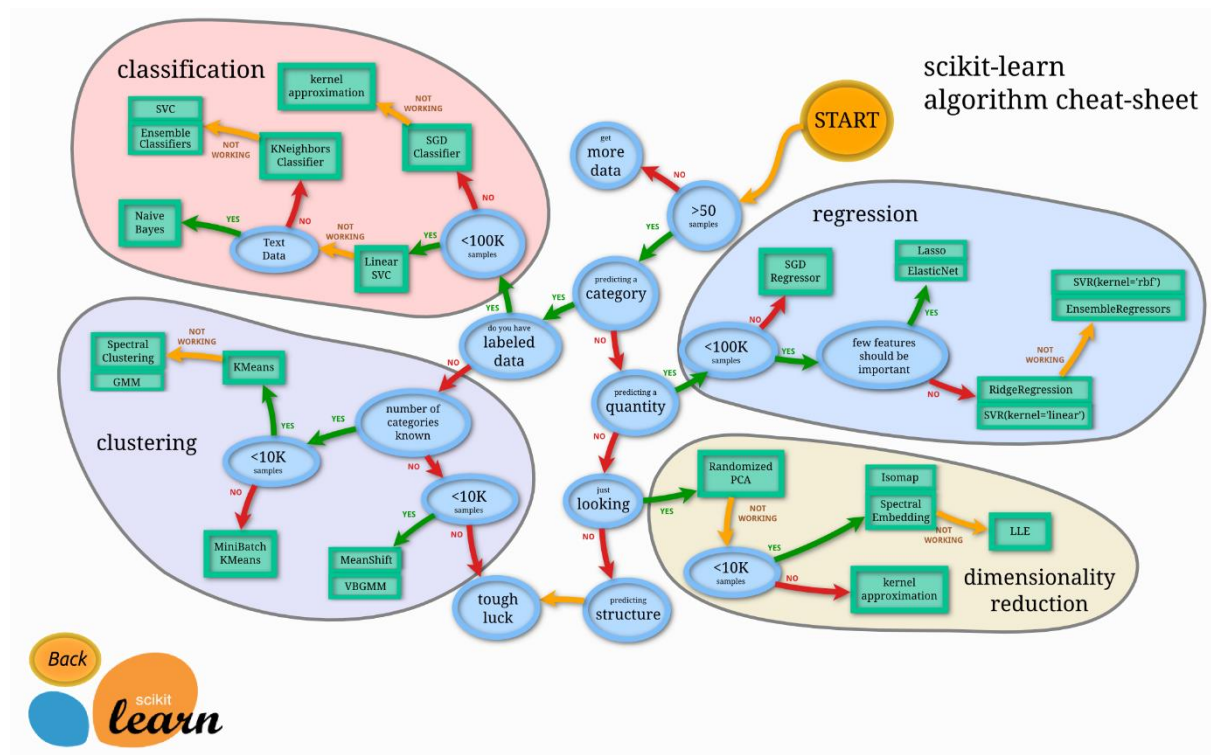 scikit-learn
algorithm cheat-sheet
START
>50
samples
NO
get
more
data
YES
predicting a
category
YES
do you have
labeled
data
YES
NO
classification
<100K
samples
NO
SGD
Classifier
NOT
WORKING
kernel
approximation
YES
Linear
SVC
NOT
WORKING
Text
Data
YES
Naive
Bayes
NO
KNeighbors
Classifier
NOT
WORKING
SVC
Ensemble
Classifiers
NO
clustering
number of
categories
known
YES
<10K
samples
YES
KMeans
NOT
WORKING
Spectral
Clustering
GMM
NO
MiniBatch
KMeans
NO
<10K
samples
YES
MeanShift
VBGMM
NO
tough
luck
predicting a
quantity
YES
regression
<100K
samples
NO
SGD
Regressor
YES
few features
should be
important
YES
Lasso
ElasticNet
NO
RidgeRegression
SVR(kernel='linear')
NOT
WORKING
SVR(kernel='rbf')
EnsembleRegressors
NO
just
looking
YES
dimensionality
reduction
Randomized
PCA
NOT
WORKING
<10K
samples
YES
Isomap
Spectral
Embedding
NOT
WORKING
LLE
NO
kernel
approximation
NO
predicting
structure
Back
scikit
learn